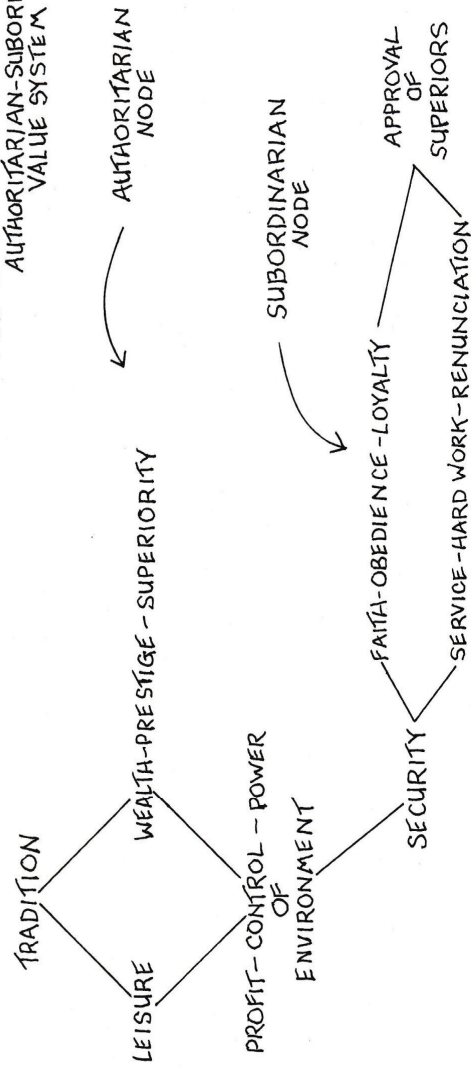 AUTHORITARIAN-SUBOR
VALUE SYSTEM
TRADITION
LEISURE
WEALTH-PRESTIGE-SUPERIORITY
AUTHORITARIAN
NODE
PROFIT-CONTROL-POWER
OF
ENVIRONMENT
SUBORDINARIAN
NODE
SECURITY
FAITH-OBEDIENCE-LOYALTY
SERVICE-HARD WORK-RENUNCIATION
APPROVAL
OF
SUPERIORS